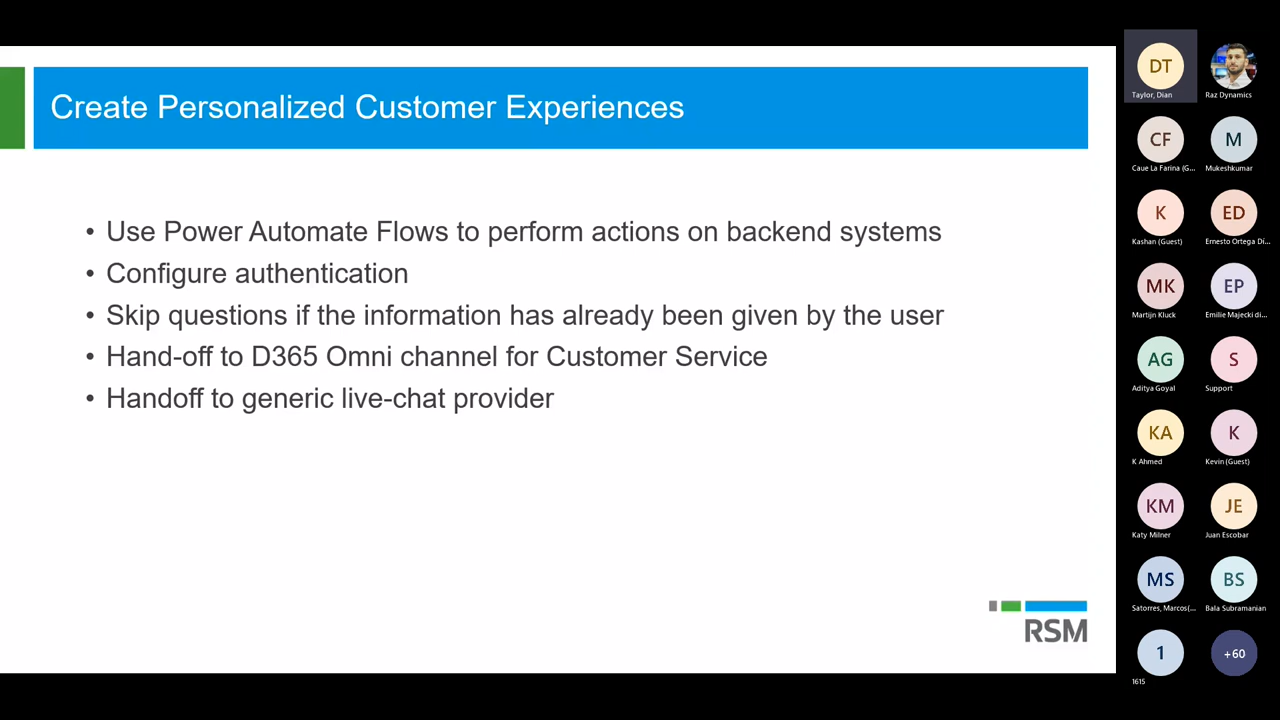 Create Personalized Customer Experiences
• Use Power Automate Flows to perform actions on backend systems
• Configure authentication
• Skip questions if the information has already been given by the user
• Hand-off to D365 Omni channel for Customer Service
• Handoff to generic live-chat provider
RSM
DT
Taylor, Dian
Raz Dynamics
CF
Caue La Farina (G...
M
Mukeshkumar
K
Kashan (Guest)
ED
Ernesto Ortega Di...
MK
Martijn Kluck
EP
Emilie Majecki di...
AG
Aditya Goyal
S
Support
KA
K Ahmed
K
Kevin (Guest)
KM
Katy Milner
JE
Juan Escobar
MS
Satorres, Marcos(...
BS
Bala Subramanian
1
1615
+60